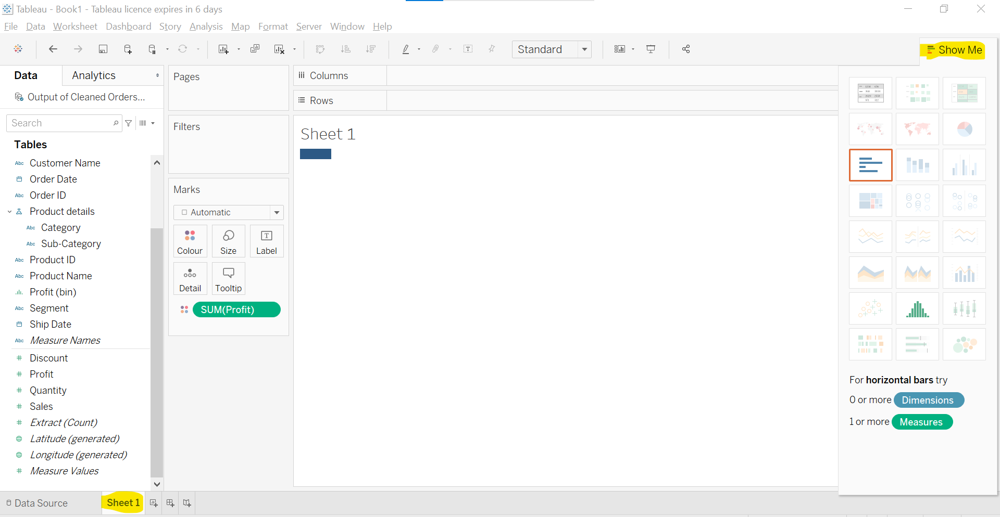 Tableau - Book1 - Tableau licence expires in 6 days
File Data Worksheet Dashboard Story Analysis Map Format Server Window Help
Standard
Show Me
Data
Analytics
Output of Cleaned Orders...
Search
Tables
Abc Customer Name
Order Date
Abc Order ID
Product details
Abc Category
Abc Sub-Category
Abc Product ID
Abc Product Name
Profit (bin)
Abc Segment
Ship Date
Abc Measure Names
# Discount
# Profit
# Quantity
# Sales
# Extract (Count)
Latitude (generated)
Longitude (generated)
# Measure Values
Pages
Filters
Marks
Automatic
Colour Size Label
Detail Tooltip
SUM(Profit)
Columns
Rows
Sheet 1
For horizontal bars try
0 or more Dimensions
1 or more Measures
Data Source
Sheet 1